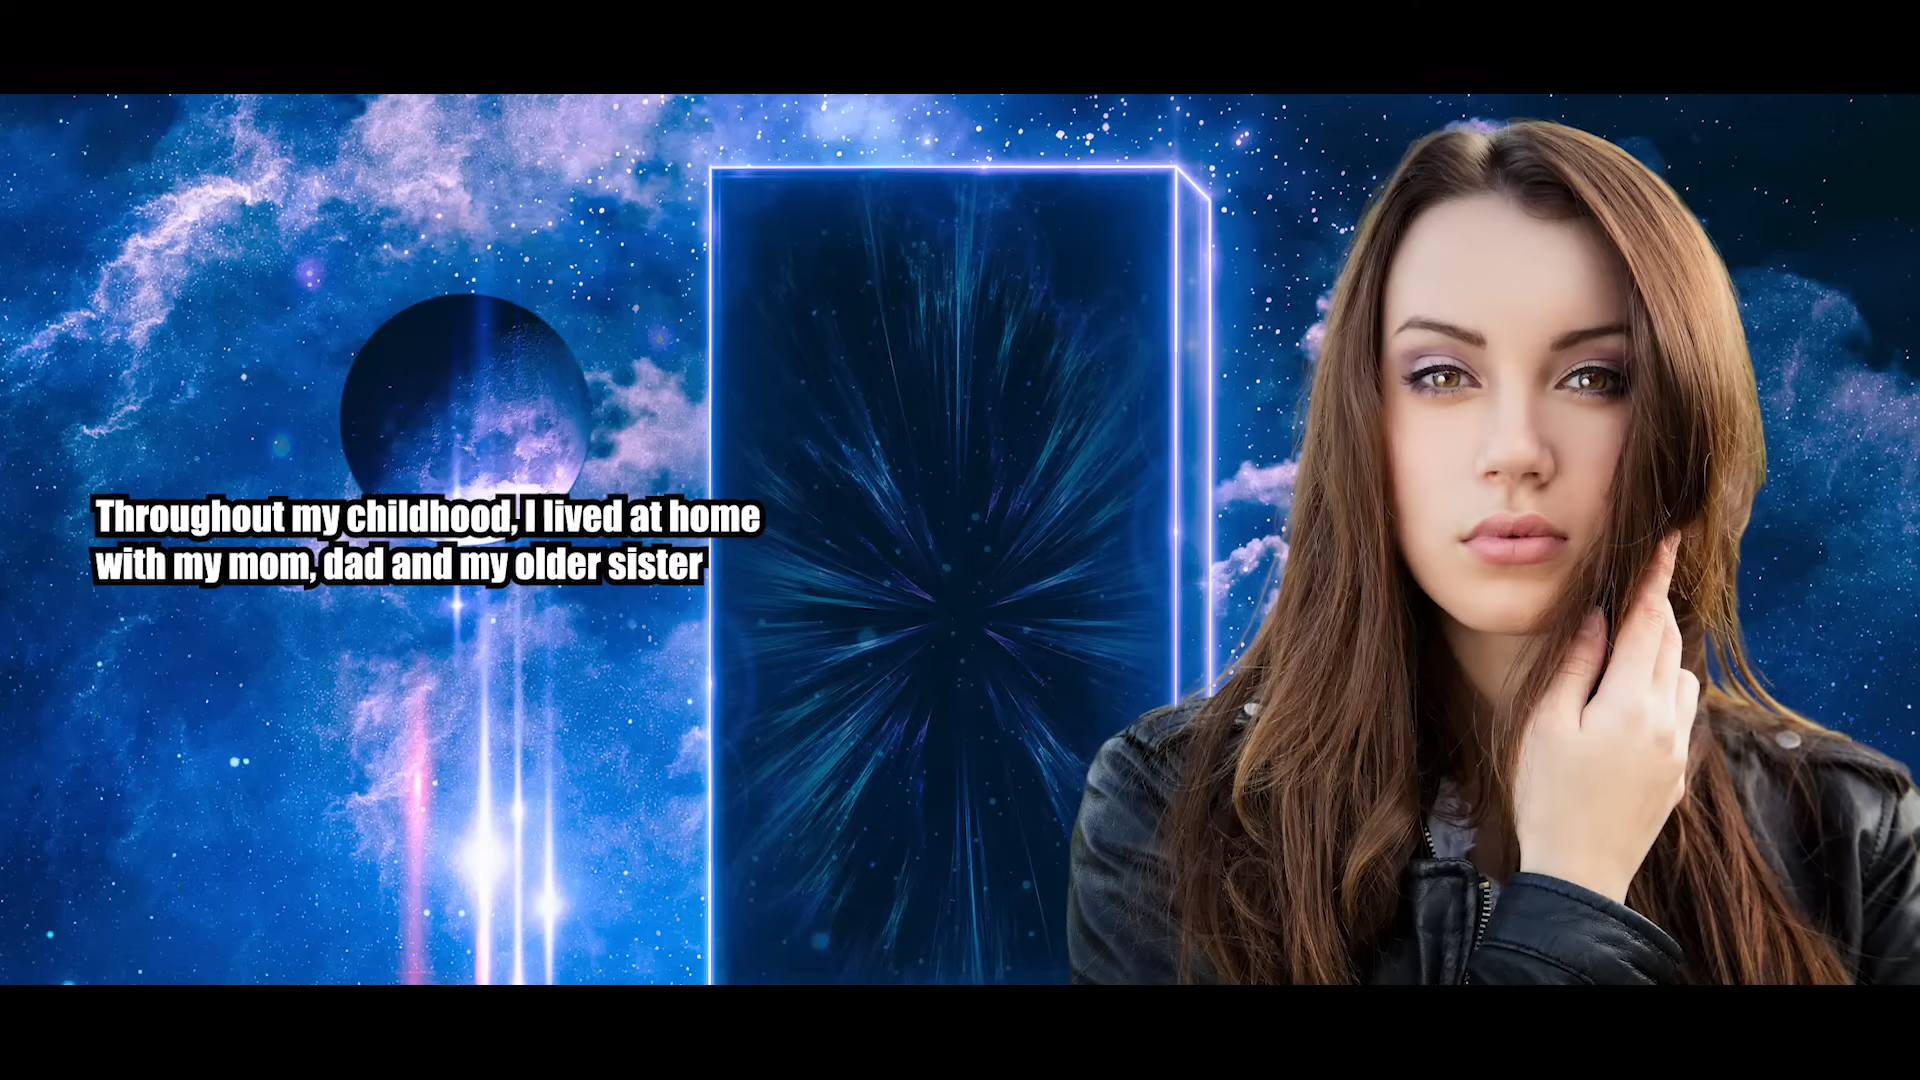 Throughout my childhood, I lived at home
with my mom, dad and my older sister